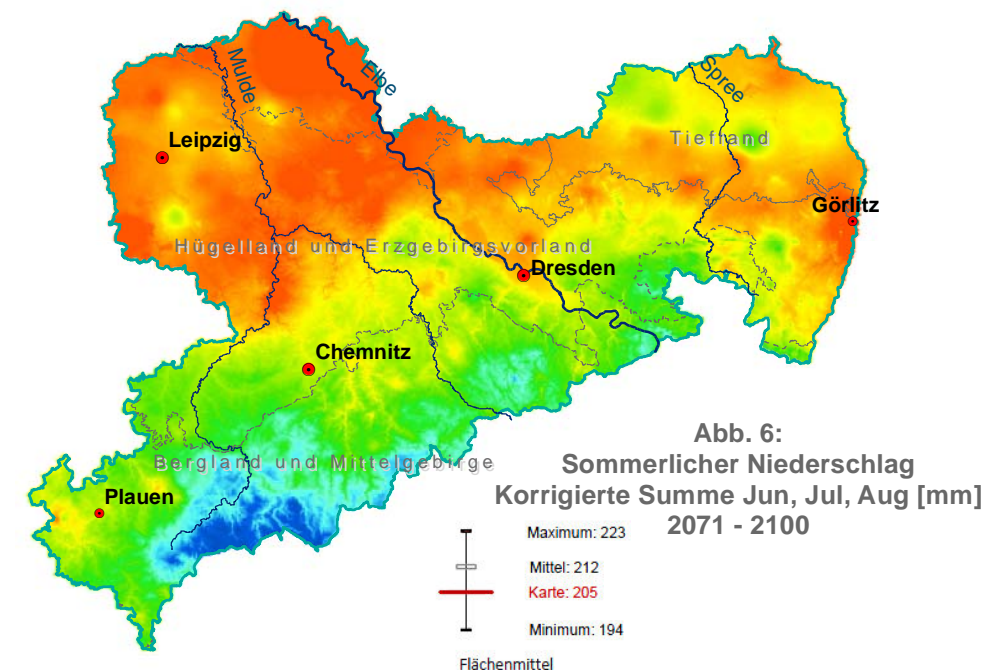 Mulde
Elbe
Spree
Leipzig
Tiefland
Görlitz
Hügelland und Erzgebirgsvorland
Dresden
Chemnitz
Bergland und Mittelgebirge
Plauen
Abb. 6:
Sommerlicher Niederschlag
Korrigierte Summe Jun, Jul, Aug [mm]
2071 - 2100
Maximum: 223
Mittel: 212
Karte: 205
Minimum: 194
Flächenmittel